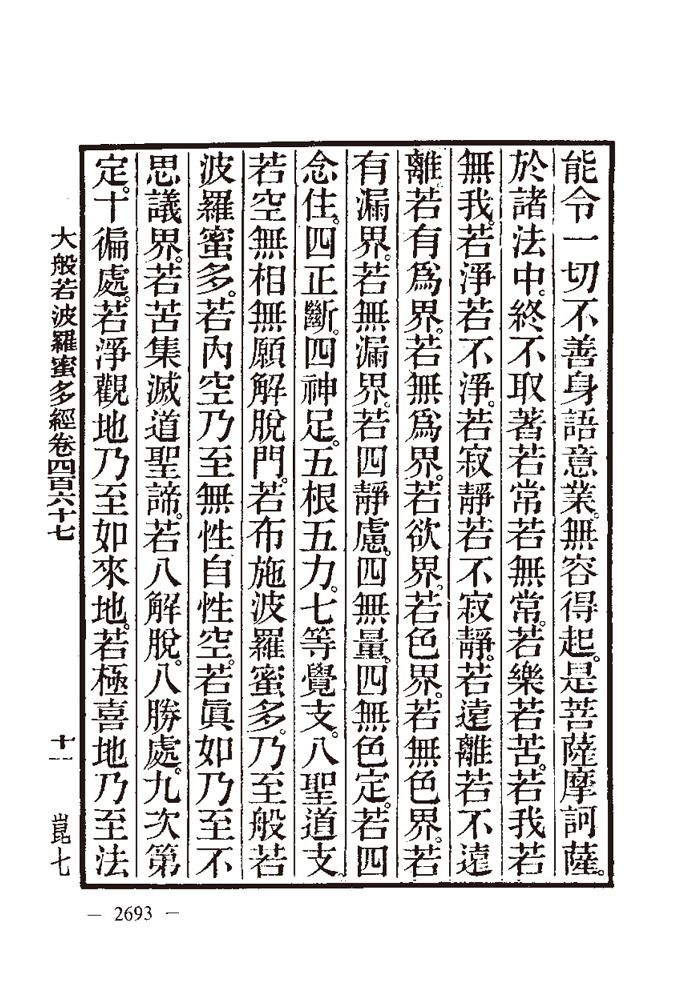 能令一切不善身語意業。無容得起。是菩薩摩訶薩。
於諸法中。終不取著若常若無常。若樂若苦。若我若
無我。若淨若不淨。若寂靜若不寂靜。若遠離若不遠
離。若有爲界。若無爲界。若欲界。若色界。若無色界。若
有漏界。若無漏界。若四靜慮。四無量。四無色定。若四
念住。四正斷。四神足。五根五力。七等覺支。八聖道支
若空無相無願解脫門。若布施波羅蜜多。乃至般若
波羅蜜多。若內空乃至無性自性空。若眞如乃至不
思議界。若苦集滅道聖諦。若八解脫。八勝處。九次第
定。十徧處。若淨觀地乃至如來地。若極喜地乃至法
大般若波羅蜜多經卷四百六十七
十一
崑七
— 2693 —